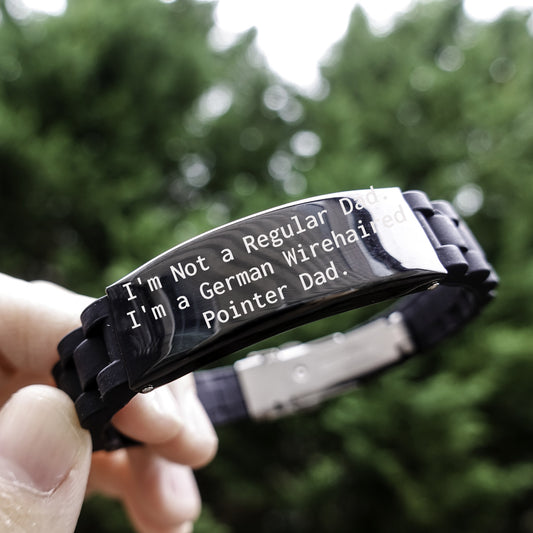 I'm Not a Regular Dad.
I'm a German Wirehaired
Pointer Dad.